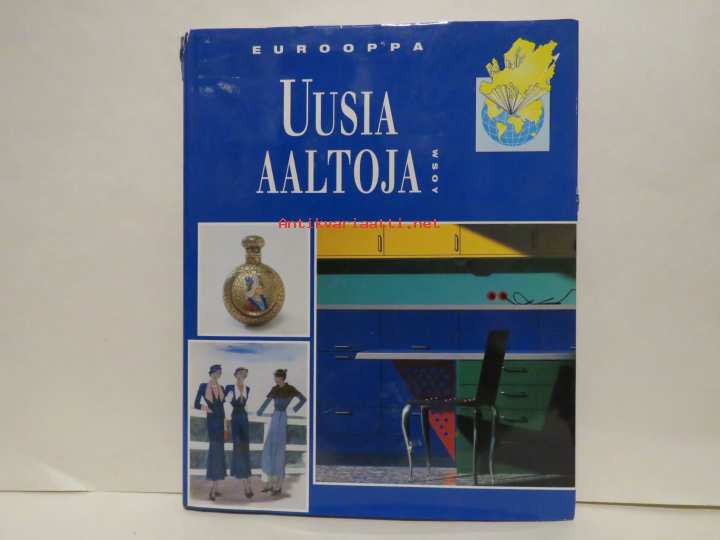 EUROOPPA
UUSIA
AALTOJA
WSOY
Antikvariaatti.net